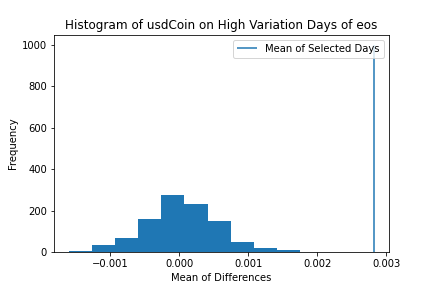 Histogram of usdCoin on High Variation Days of eos
Mean of Selected Days
1000
800
600
400
200
0
Frequency
−0.001 0.000 0.001 0.002 0.003
Mean of Differences